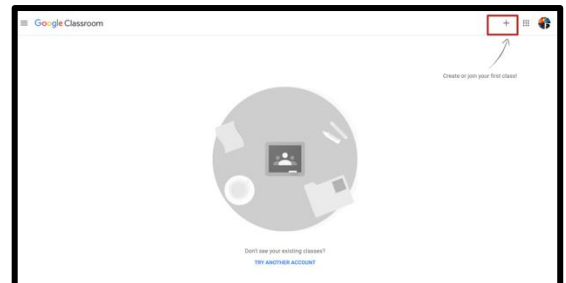 Google Classroom
Create or join your first class!
Don't see your existing classes?
TRY ANOTHER ACCOUNT